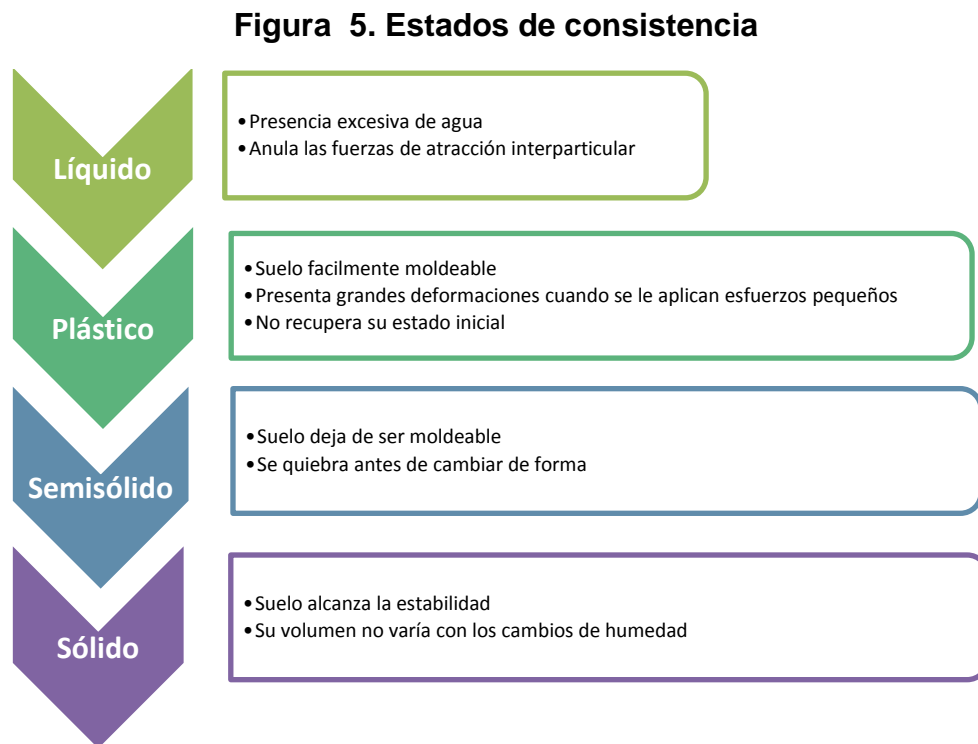 Figura 5. Estados de consistencia
Líquido
•Presencia excesiva de agua
•Anula las fuerzas de atracción interparticular
Plástico
•Suelo facilmente moldeable
•Presenta grandes deformaciones cuando se le aplican esfuerzos pequeños
•No recupera su estado inicial
Semisólido
•Suelo deja de ser moldeable
•Se quiebra antes de cambiar de forma
Sólido
•Suelo alcanza la estabilidad
•Su volumen no varía con los cambios de humedad